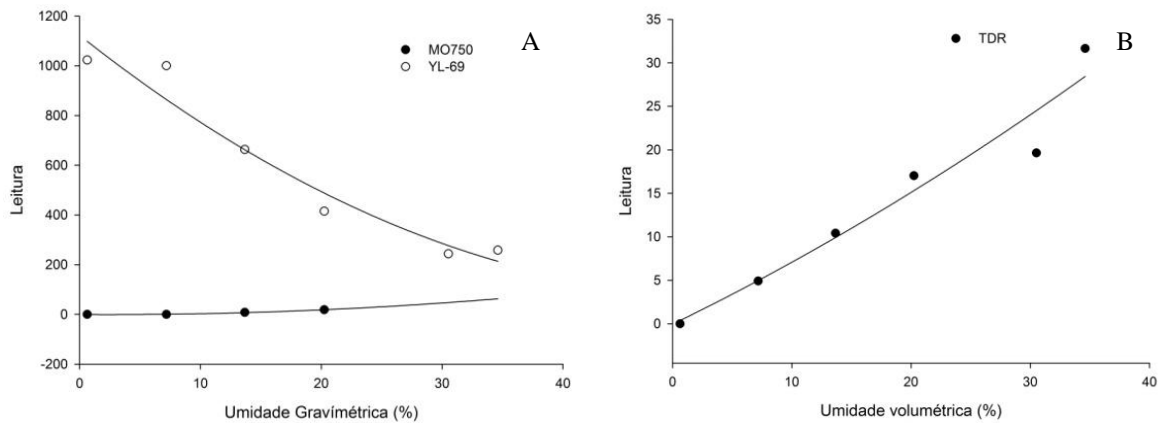 1200
1000
800
600
400
200
0
-200
Leitura
0 10 20 30 40
Umidade Gravímétrica (%)
MO750
YL-69
A
35
30
25
20
15
10
5
0
Leitura
0 10 20 30 40
Umidade volumétrica (%)
TDR
B